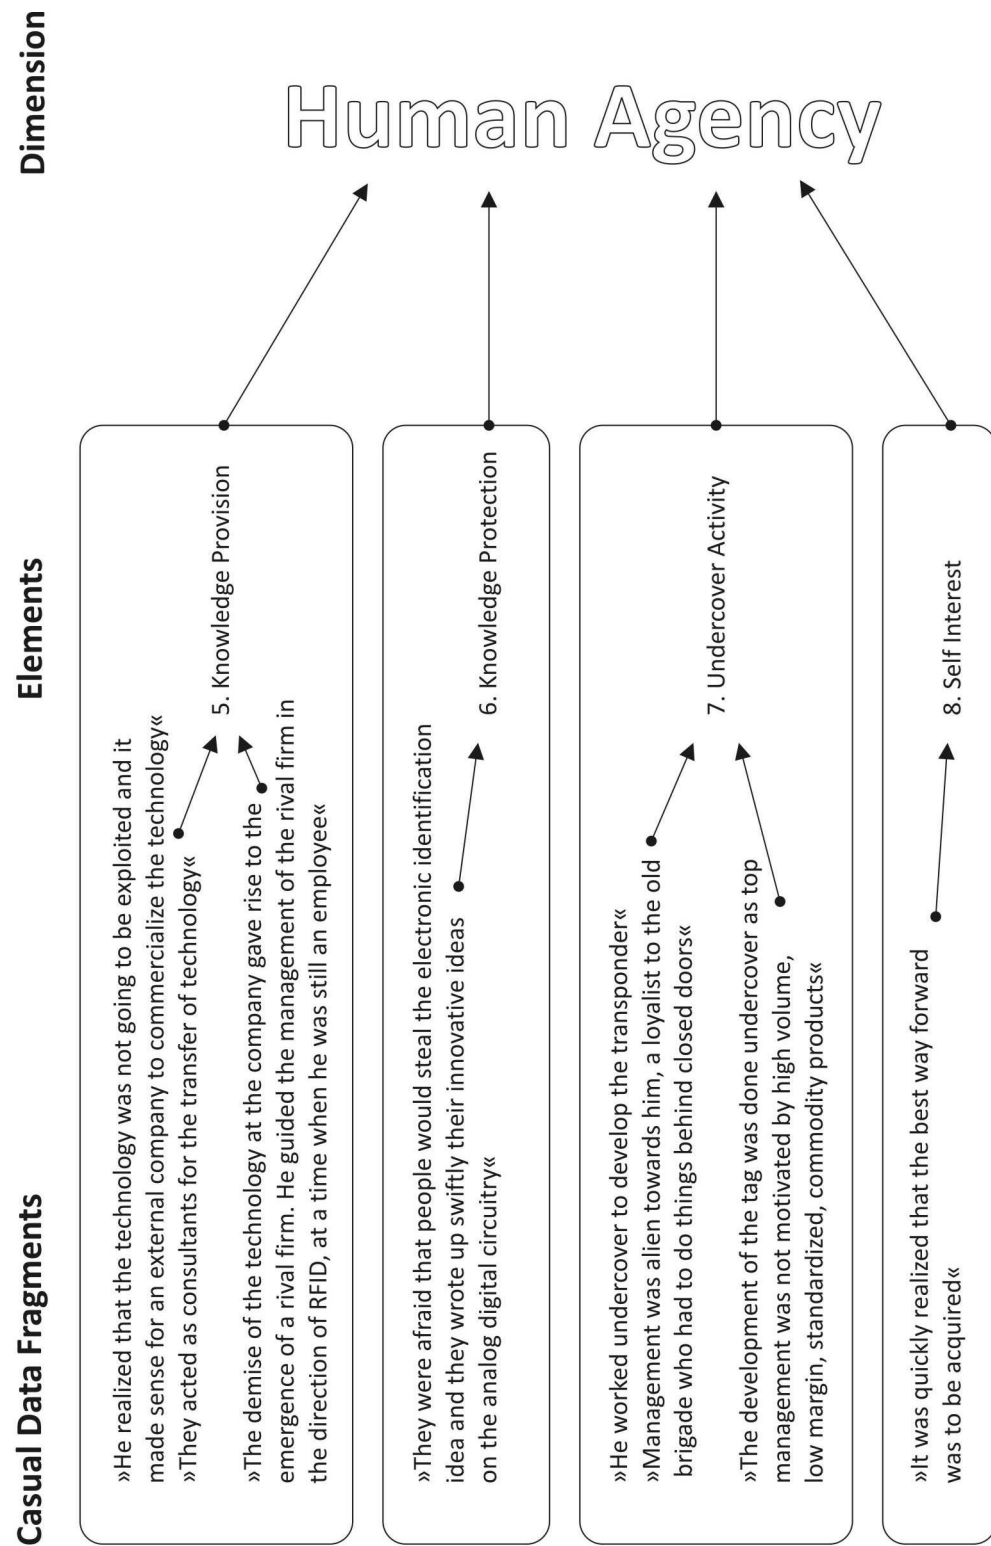 Casual Data Fragments
Elements
Dimension
»He realized that the technology was not going to be exploited and it
made sense for an external company to commercialize the technology«
»They acted as consultants for the transfer of technology«
»The demise of the technology at the company gave rise to the
emergence of a rival firm. He guided the management of the rival firm in
the direction of RFID, at a time when he was still an employee«
5. Knowledge Provision
»They were afraid that people would steal the electronic identification
idea and they wrote up swiftly their innovative ideas
on the analog digital circuitry«
6. Knowledge Protection
»He worked undercover to develop the transponder«
»Management was alien towards him, a loyalist to the old
brigade who had to do things behind closed doors«
»The development of the tag was done undercover as top
management was not motivated by high volume,
low margin, standardized, commodity products«
7. Undercover Activity
»It was quickly realized that the best way forward
was to be acquired«
8. Self Interest
Human Agency